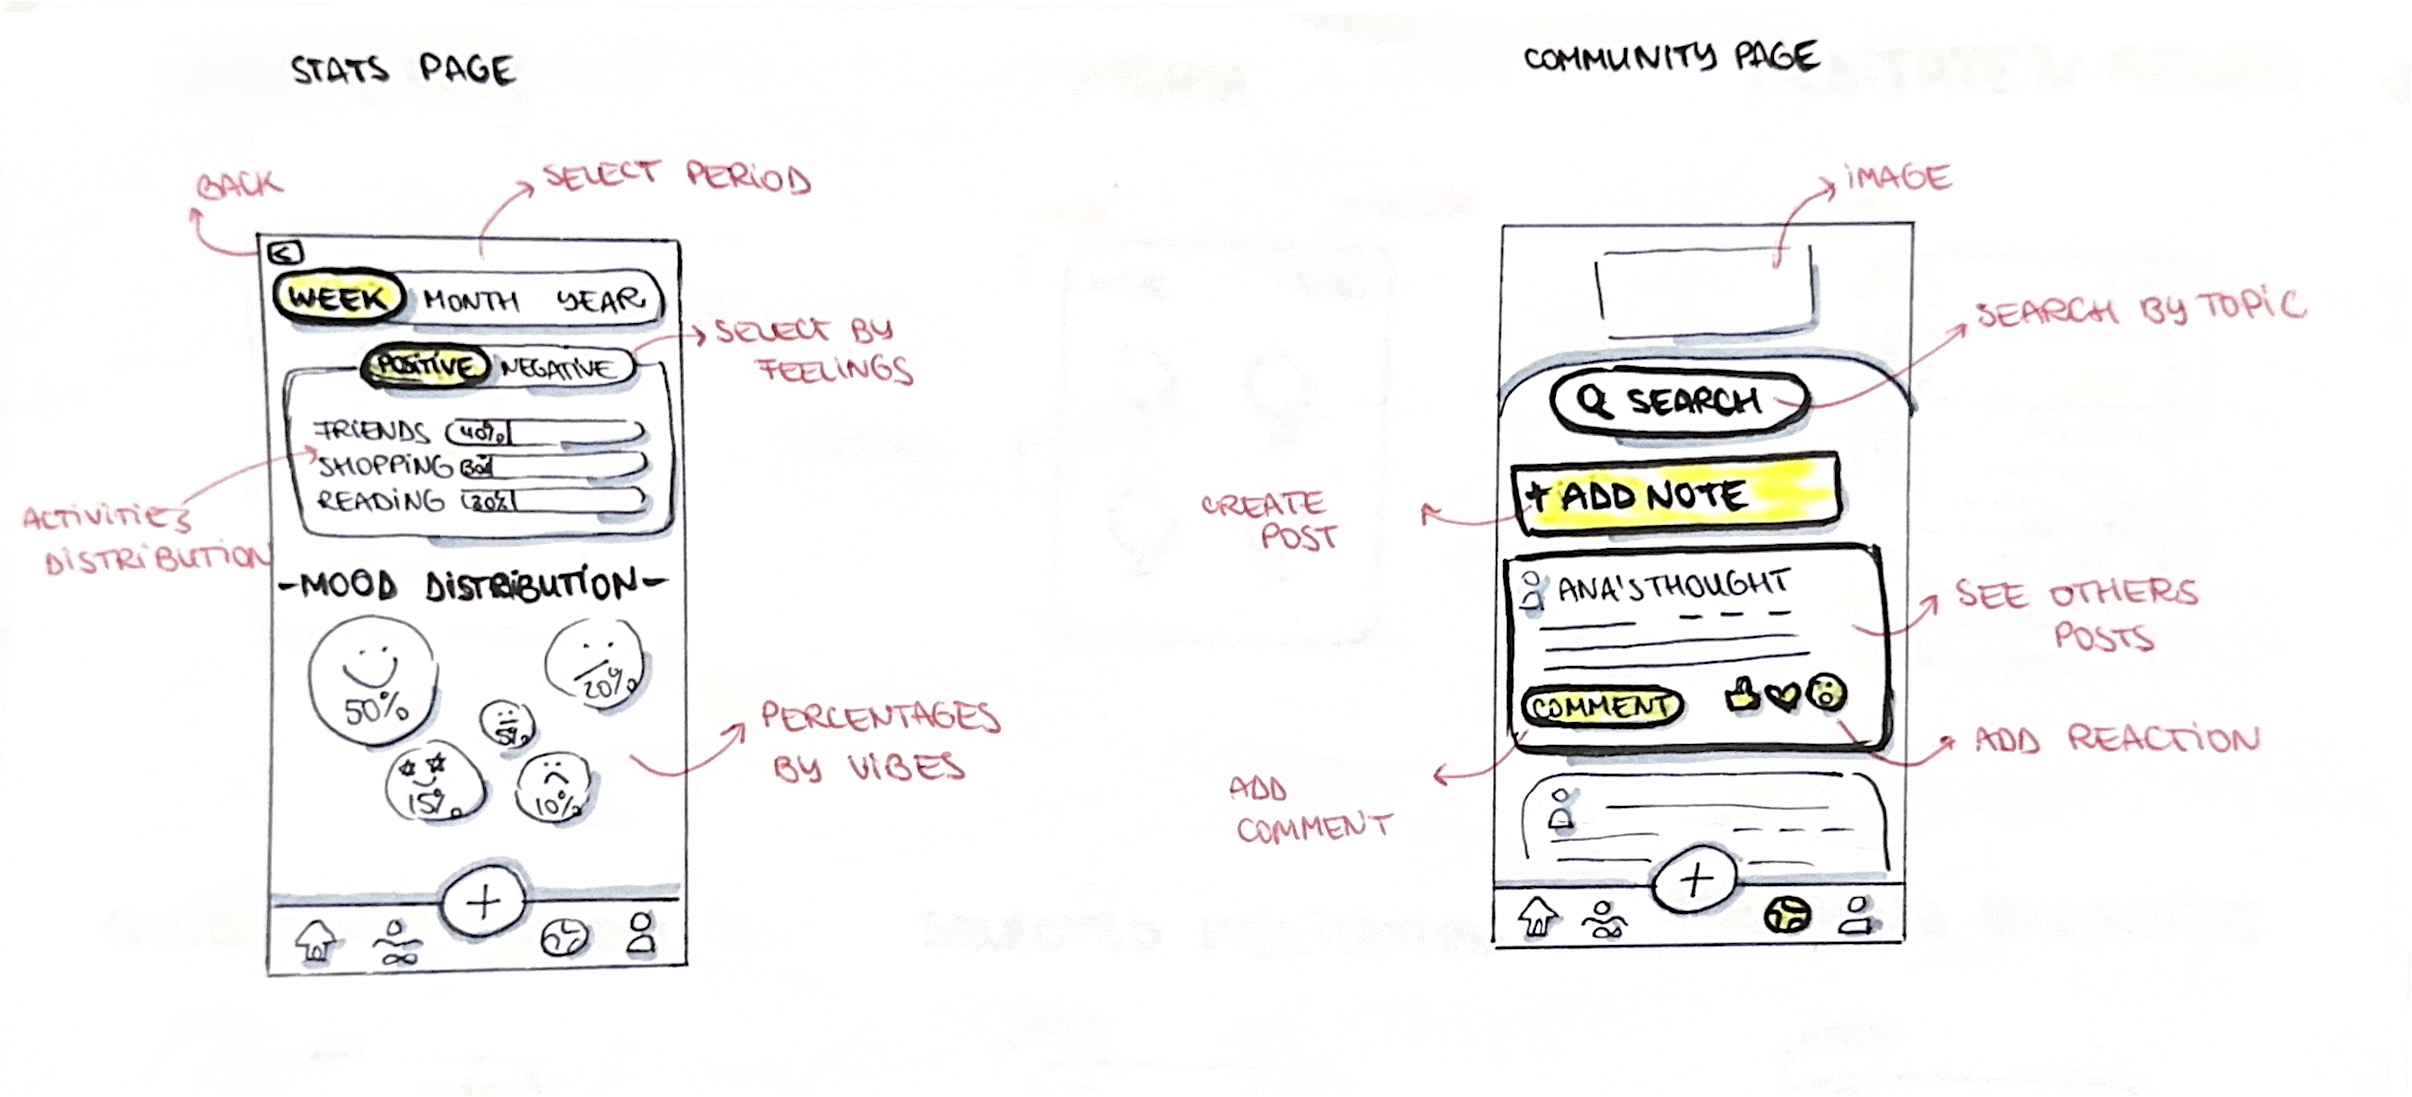 STATS PAGE
BACK
SELECT PERIOD
<
WEEK MONTH YEAR
SELECT BY
FEELINGS
POSITIVE NEGATIVE
FRIENDS 40%
SHOPPING
READING 30%
ACTIVITIES
DISTRIBUTION
-MOOD DISTRIBUTION-
50%
20%
5%
15%
10%
PERCENTAGES
BY VIBES
+
COMMUNITY PAGE
IMAGE
SEARCH BY TOPIC
SEARCH
+ ADD NOTE
CREATE
POST
ANA'S THOUGHT
SEE OTHERS
POSTS
COMMENT
ADD REACTION
ADD
COMMENT
+